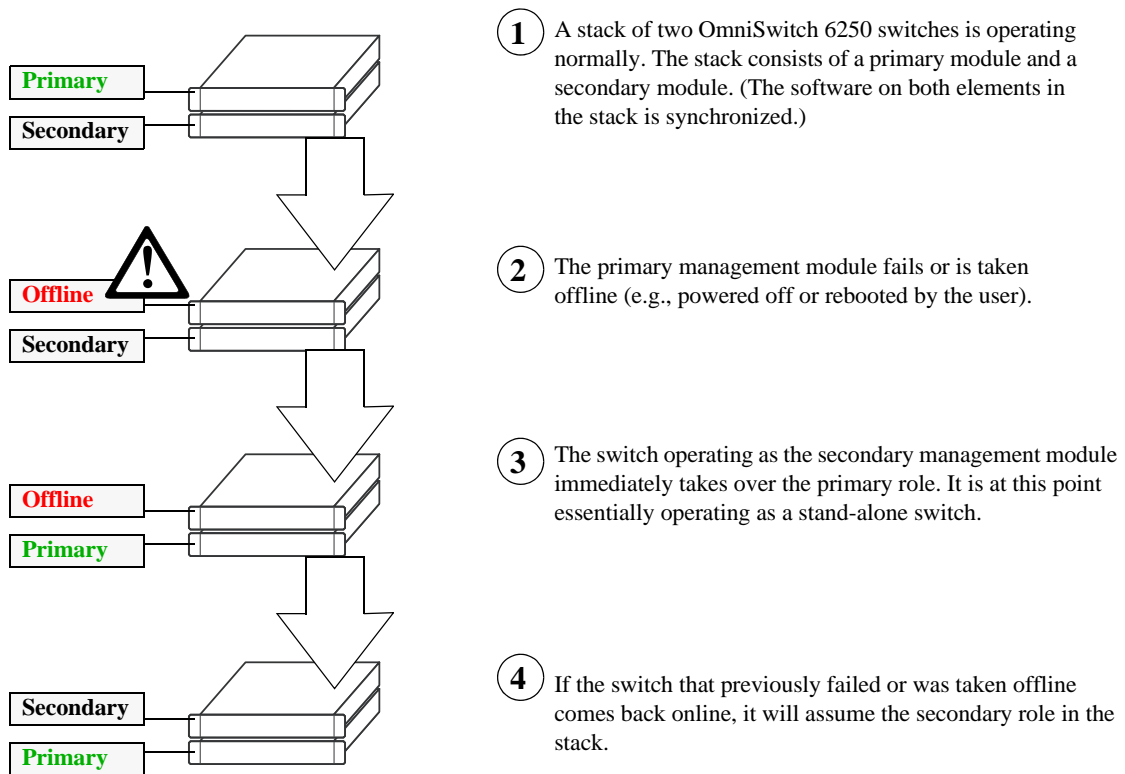 Primary
Secondary
1
A stack of two OmniSwitch 6250 switches is operating
normally. The stack consists of a primary module and a
secondary module. (The software on both elements in
the stack is synchronized.)
!
Offline
Secondary
2
The primary management module fails or is taken
offline (e.g., powered off or rebooted by the user).
Offline
Primary
3
The switch operating as the secondary management module
immediately takes over the primary role. It is at this point
essentially operating as a stand-alone switch.
Secondary
Primary
4
If the switch that previously failed or was taken offline
comes back online, it will assume the secondary role in the
stack.